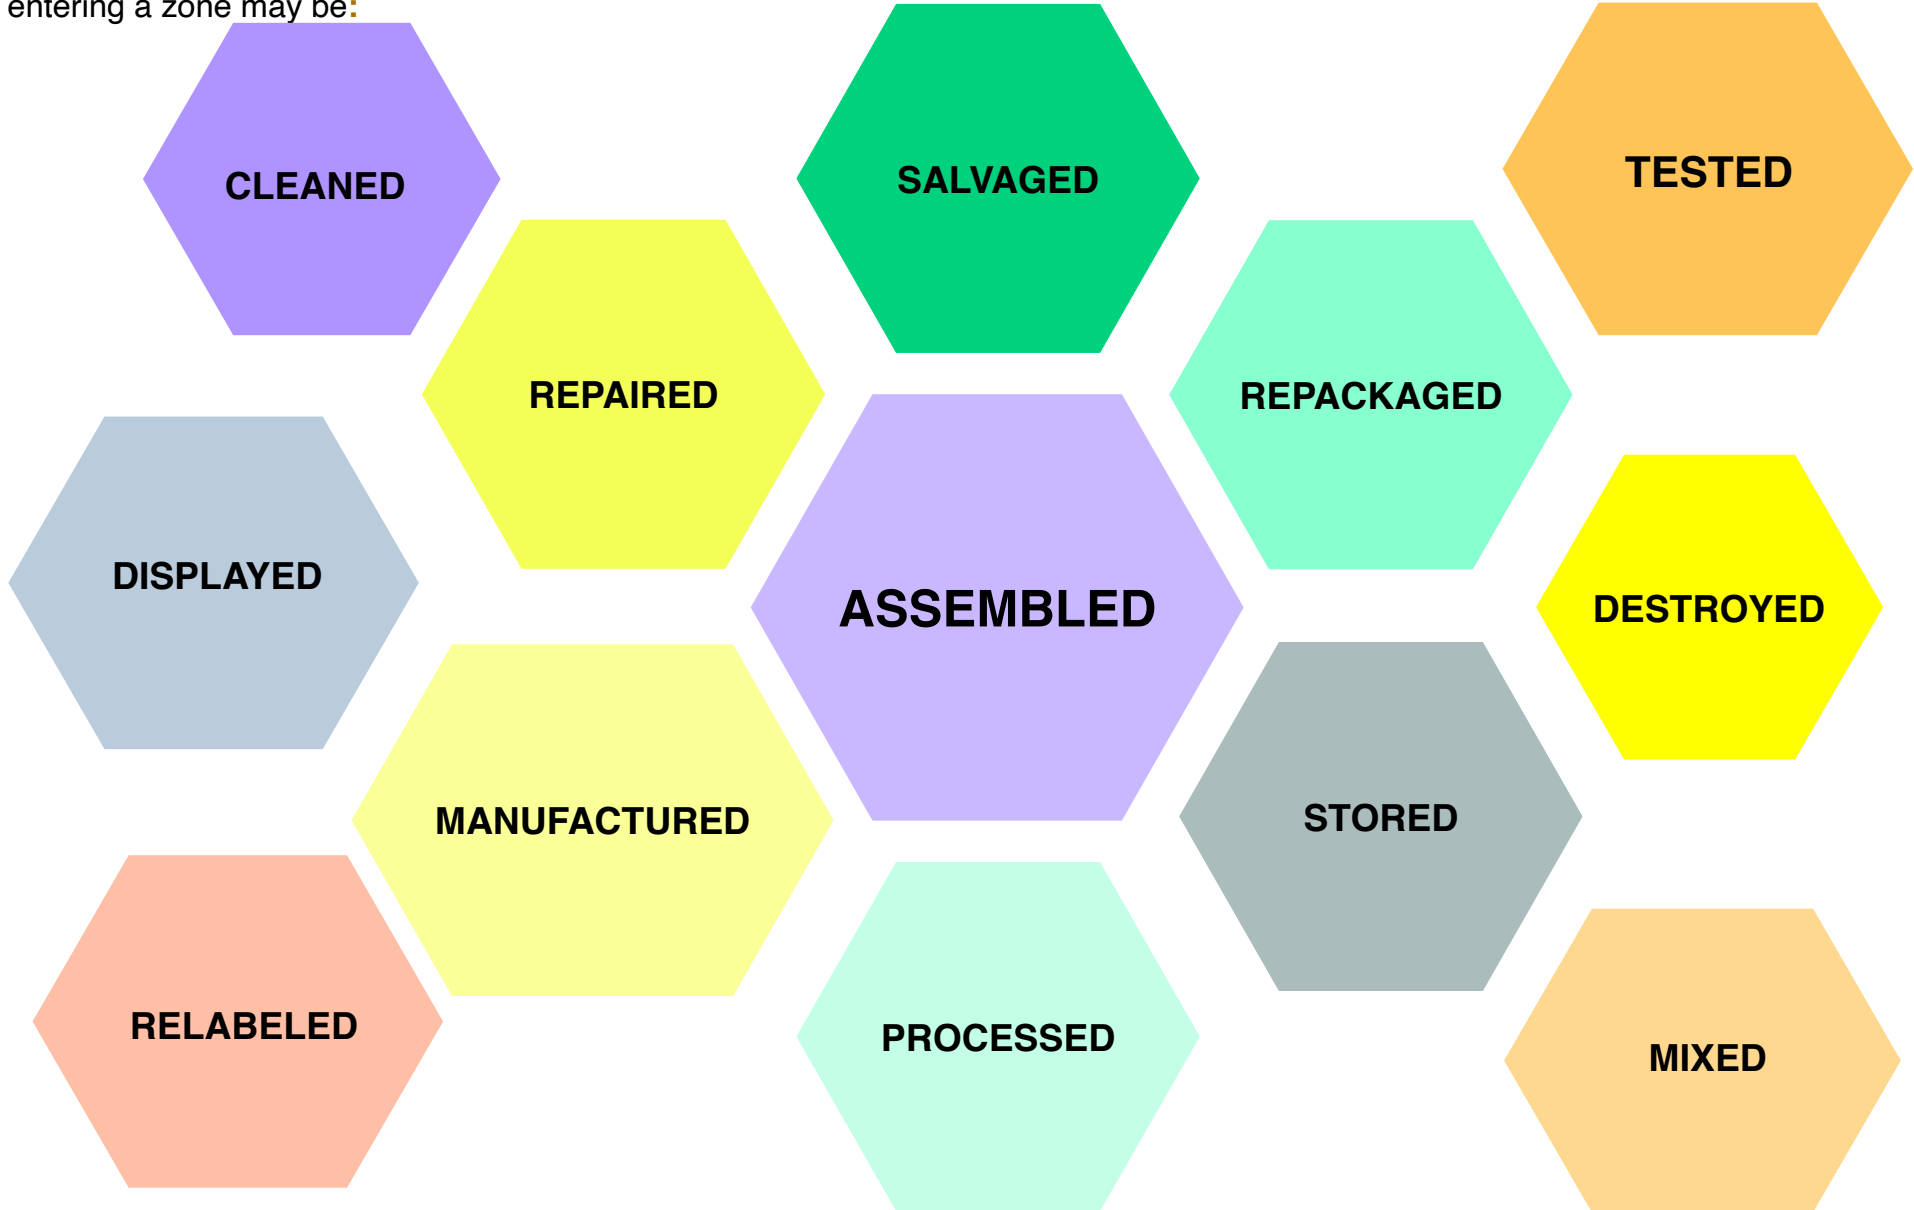 entering a zone may be:
CLEANED
SALVAGED
TESTED
REPAIRED
REPACKAGED
DISPLAYED
ASSEMBLED
DESTROYED
MANUFACTURED
STORED
RELABELED
PROCESSED
MIXED